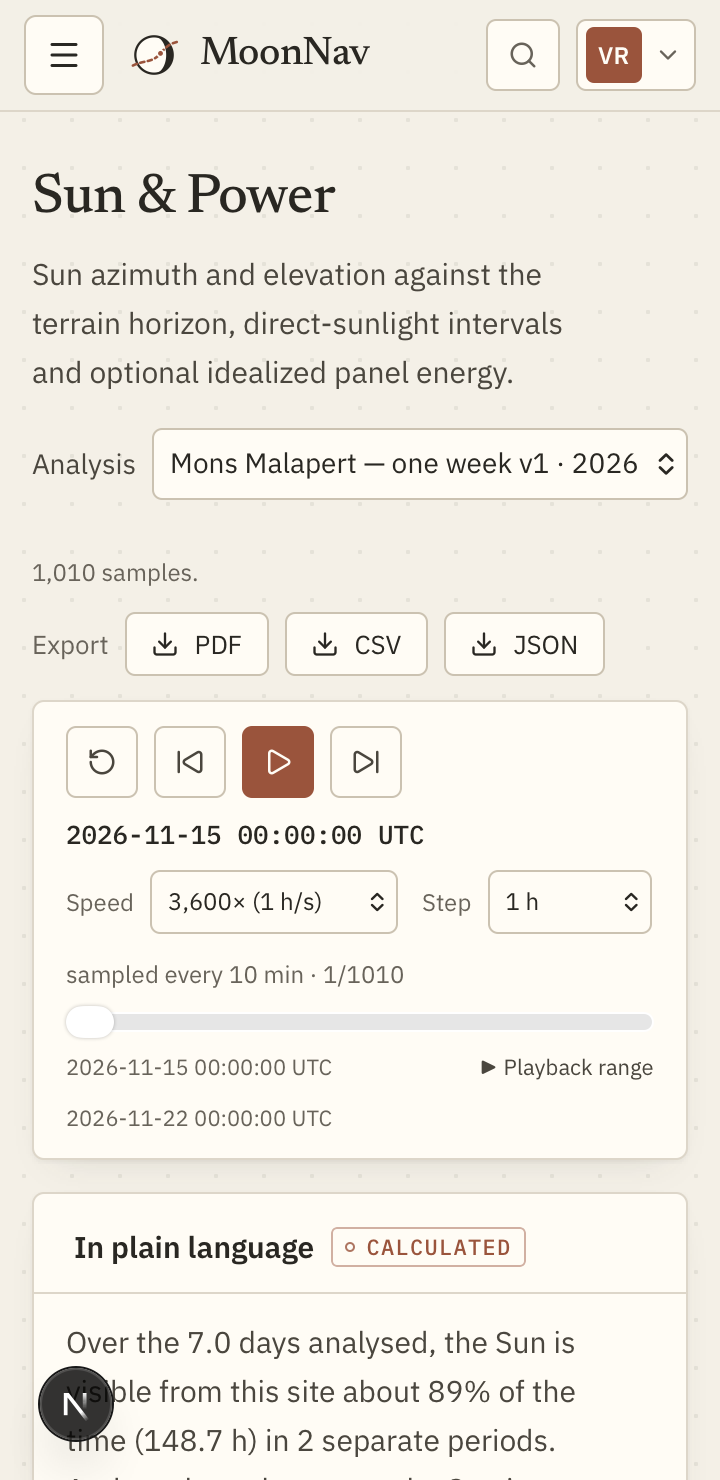 MoonNav
VR
Sun & Power
Sun azimuth and elevation against the
terrain horizon, direct-sunlight intervals
and optional idealized panel energy.
Analysis
Mons Malapert — one week v1 · 2026
1,010 samples.
Export
PDF
CSV
JSON
2026-11-15 00:00:00 UTC
Speed
3,600× (1 h/s)
Step
1 h
sampled every 10 min · 1/1010
2026-11-15 00:00:00 UTC
Playback range
2026-11-22 00:00:00 UTC
In plain language
CALCULATED
Over the 7.0 days analysed, the Sun is
visible from this site about 89% of the
time (148.7 h) in 2 separate periods.